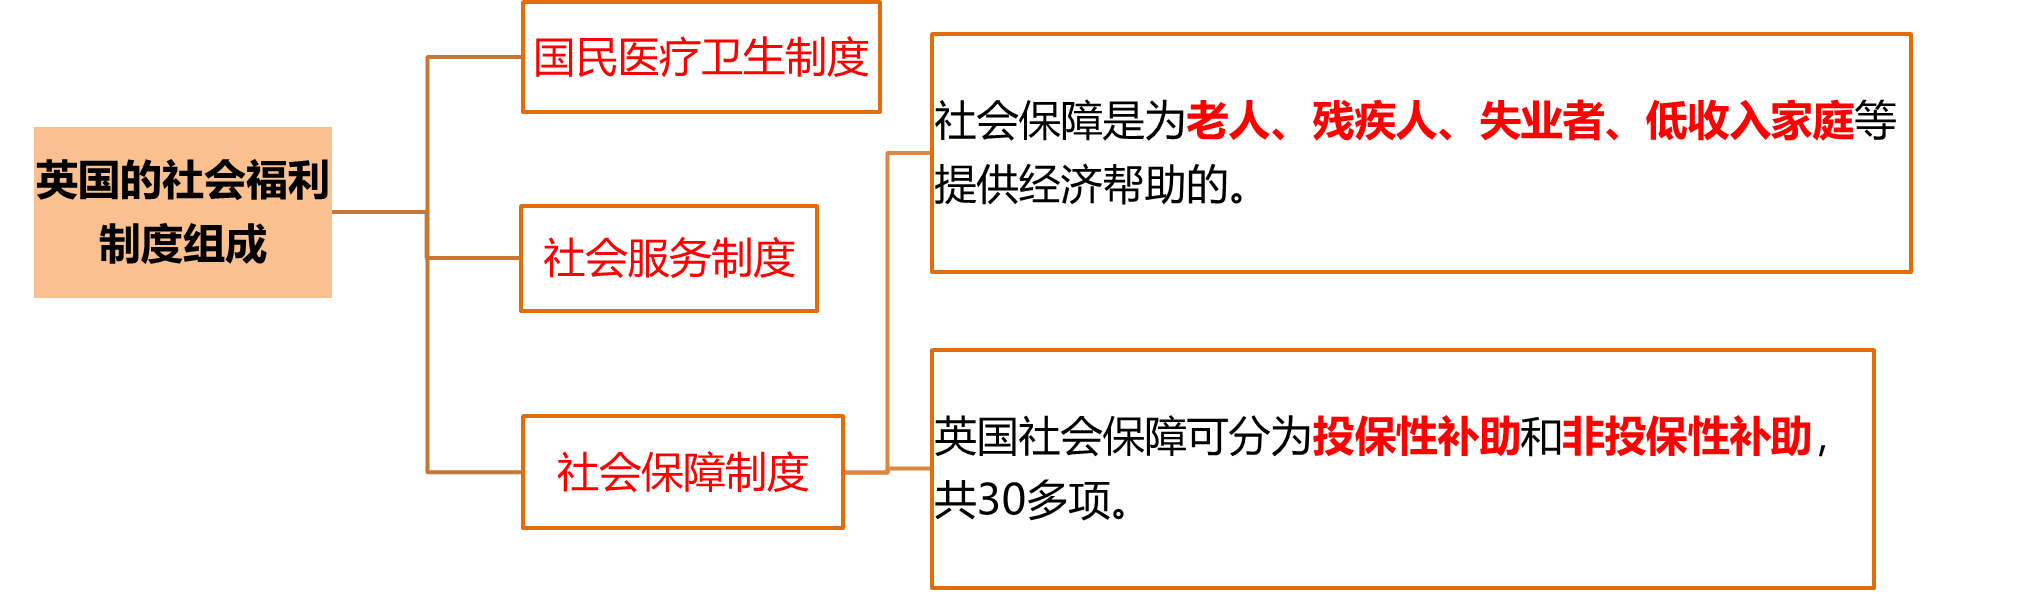 英国的社会福利
制度组成
国民医疗卫生制度
社会服务制度
社会保障制度
社会保障是为老人、残疾人、失业者、低收入家庭等
提供经济帮助的。
英国社会保障可分为投保性补助和非投保性补助，
共30多项。